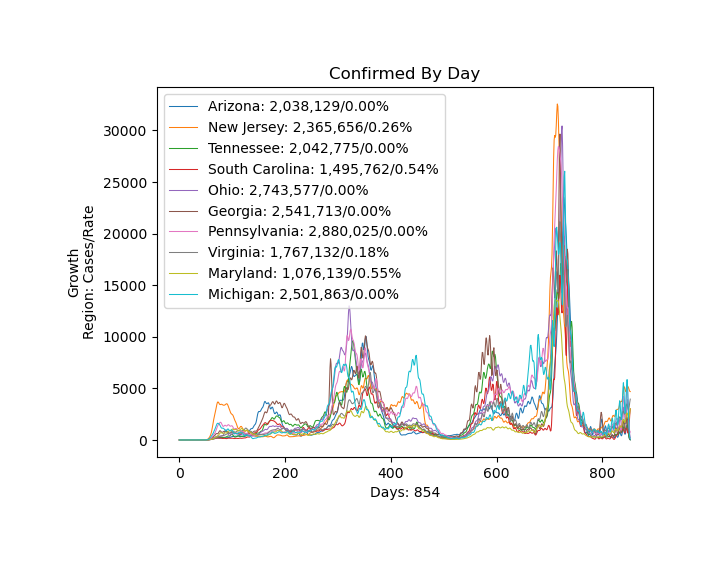 Confirmed By Day
Growth
Region: Cases/Rate
30000
25000
20000
15000
10000
5000
0
Arizona: 2,038,129/0.00%
New Jersey: 2,365,656/0.26%
Tennessee: 2,042,775/0.00%
South Carolina: 1,495,762/0.54%
Ohio: 2,743,577/0.00%
Georgia: 2,541,713/0.00%
Pennsylvania: 2,880,025/0.00%
Virginia: 1,767,132/0.18%
Maryland: 1,076,139/0.55%
Michigan: 2,501,863/0.00%
0 200 400 600 800
Days: 854